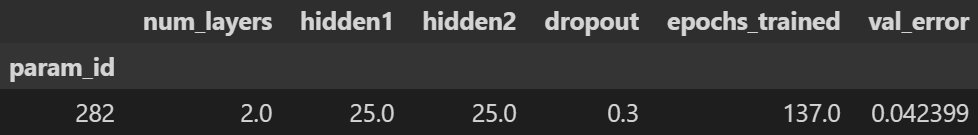 num_layers hidden1 hidden2 dropout epochs_trained val_error
param_id
282 2.0 25.0 25.0 0.3 137.0 0.042399